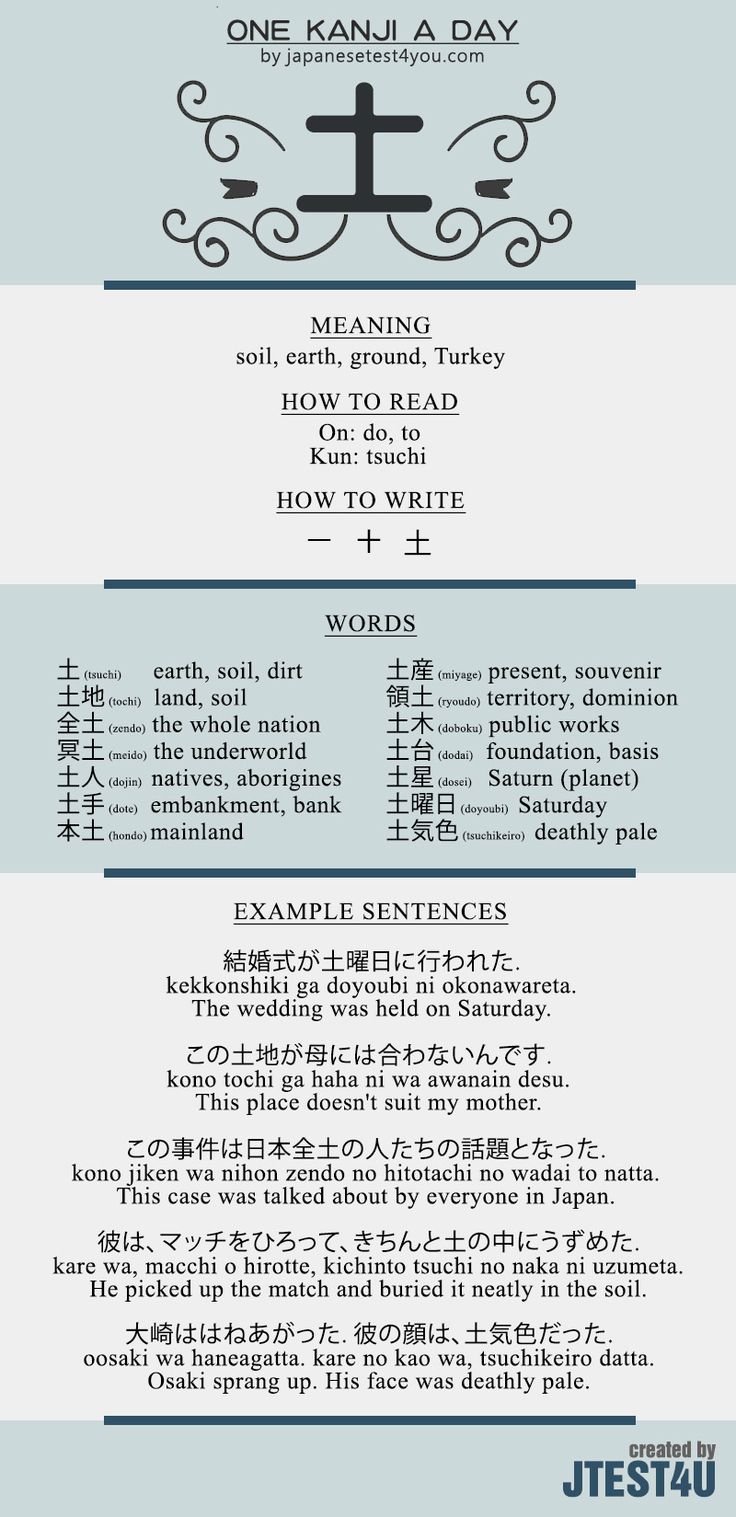 ONE KANJI A DAY
by japanesetest4you.com
土
MEANING
soil, earth, ground, Turkey
HOW TO READ
On: do, to
Kun: tsuchi
HOW TO WRITE
一 十 土
WORDS
土 (tsuchi) earth, soil, dirt
土地 (tochi) land, soil
全土 (zendo) the whole nation
冥土 (meido) the underworld
土人 (dojin) natives, aborigines
土手 (dote) embankment, bank
本土 (hondo) mainland
土産 (miyage) present, souvenir
領土 (ryoudo) territory, dominion
土木 (doboku) public works
土台 (dodai) foundation, basis
土星 (dosei) Saturn (planet)
土曜日 (doyoubi) Saturday
土気色 (tsuchikeiro) deathly pale
EXAMPLE SENTENCES
結婚式が土曜日に行われた.
kekkonshiki ga doyoubi ni okonawareta.
The wedding was held on Saturday.
この土地が母には合わないんです.
kono tochi ga haha ni wa awanain desu.
This place doesn't suit my mother.
この事件は日本全土の人たちの話題となった.
kono jiken wa nihon zendo no hitotachi no wadai to natta.
This case was talked about by everyone in Japan.
彼は、マッチをひろって、きちんと土の中にうずめた.
kare wa, macchi o hirotte, kichinto tsuchi no naka ni uzumeta.
He picked up the match and buried it neatly in the soil.
大崎ははねあがった. 彼の顔は、土気色だった.
oosaki wa haneagatta. kare no kao wa, tsuchikeiro datta.
Osaki sprang up. His face was deathly pale.
created by
JTEST4U